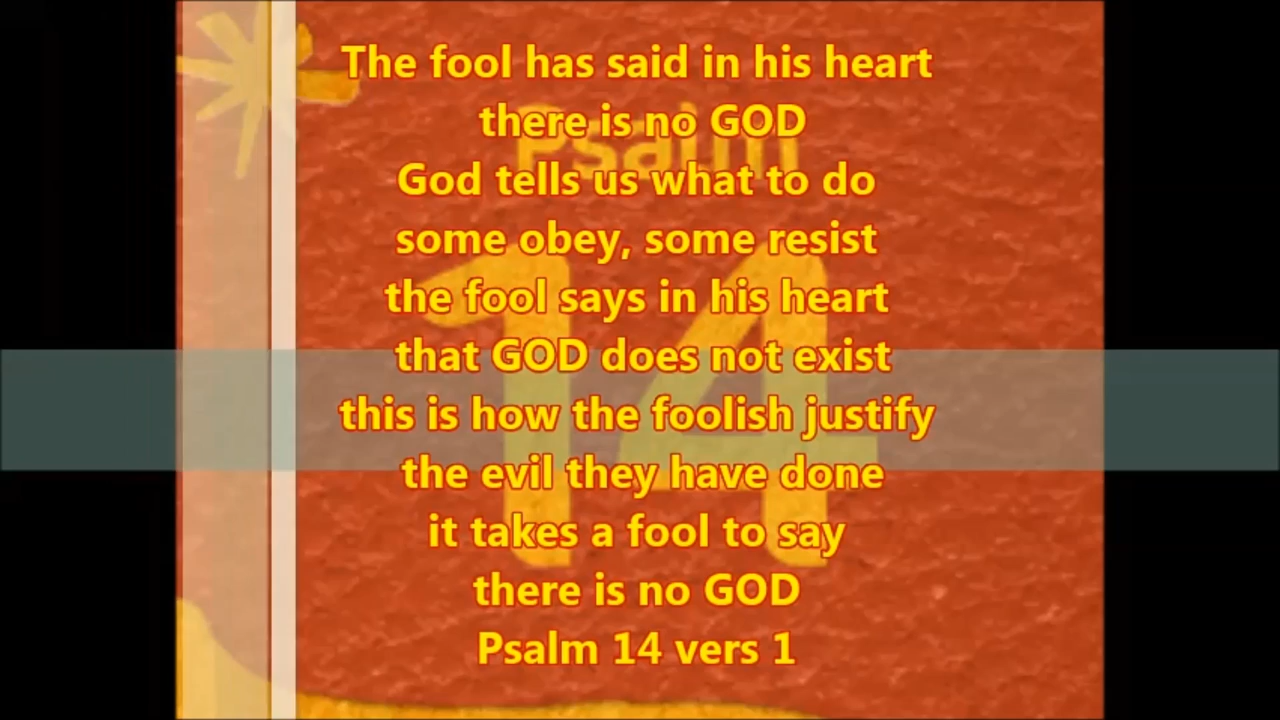 The fool has said in his heart
there is no GOD
Psalm
God tells us what to do
some obey, some resist
14
the fool says in his heart
that GOD does not exist
this is how the foolish justify
the evil they have done
it takes a fool to say
there is no GOD
Psalm 14 vers 1